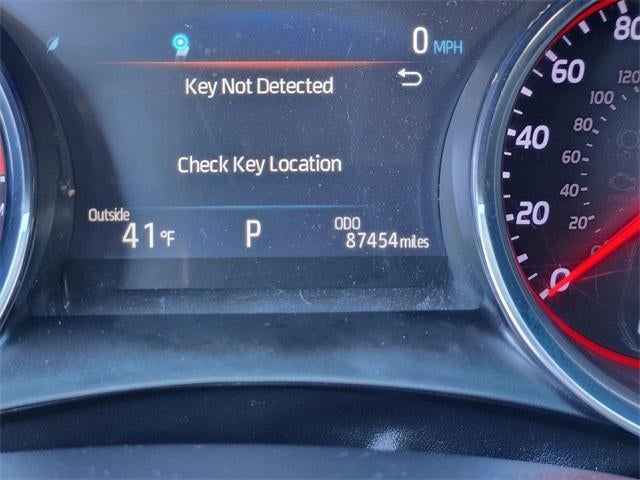 0 MPH
Key Not Detected
Check Key Location
Outside
41°F
P
ODO
87454 miles
80
60
40
20
0
120
100
80
60
40
20